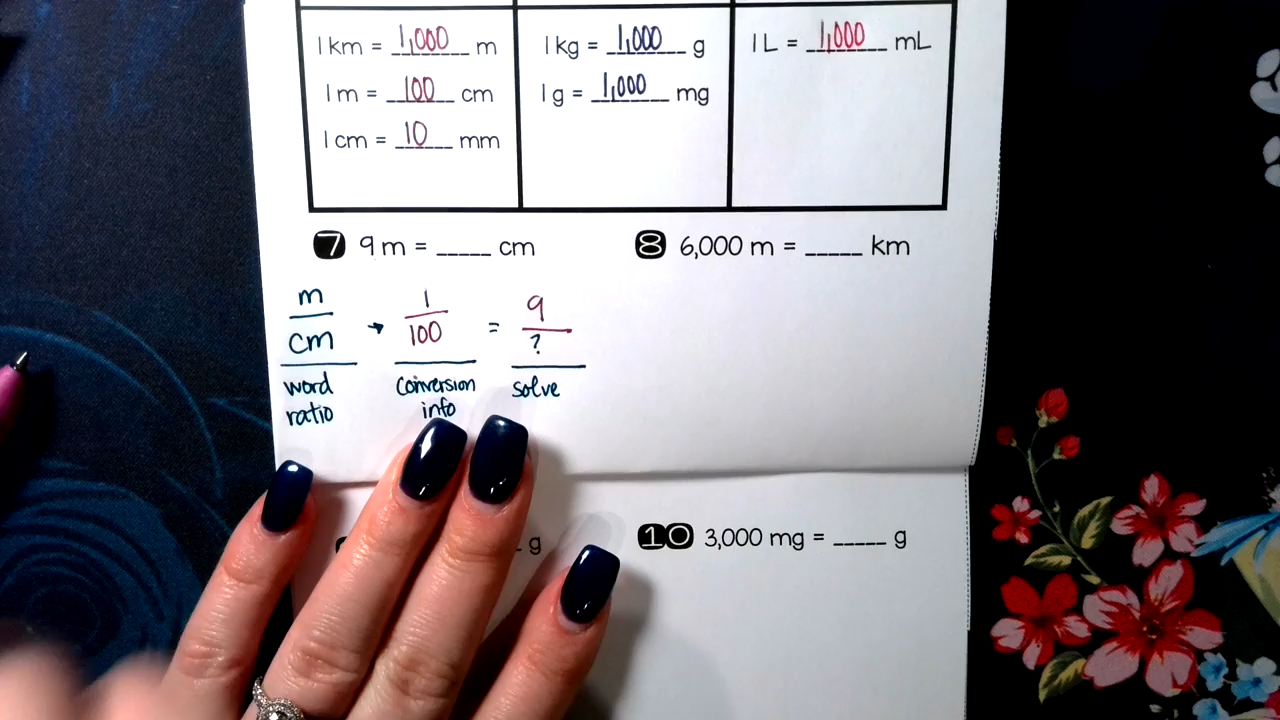 1 km = 1,000 m
1 m = 100 cm
1 cm = 10 mm
1 kg = 1,000 g
1 g = 1,000 mg
1 L = 1,000 mL
7 9 m = _____ cm
m/cm → 1/100 = 9/?
word ratio
conversion info
solve
8 6,000 m = _____ km
_ g
10 3,000 mg = _____ g